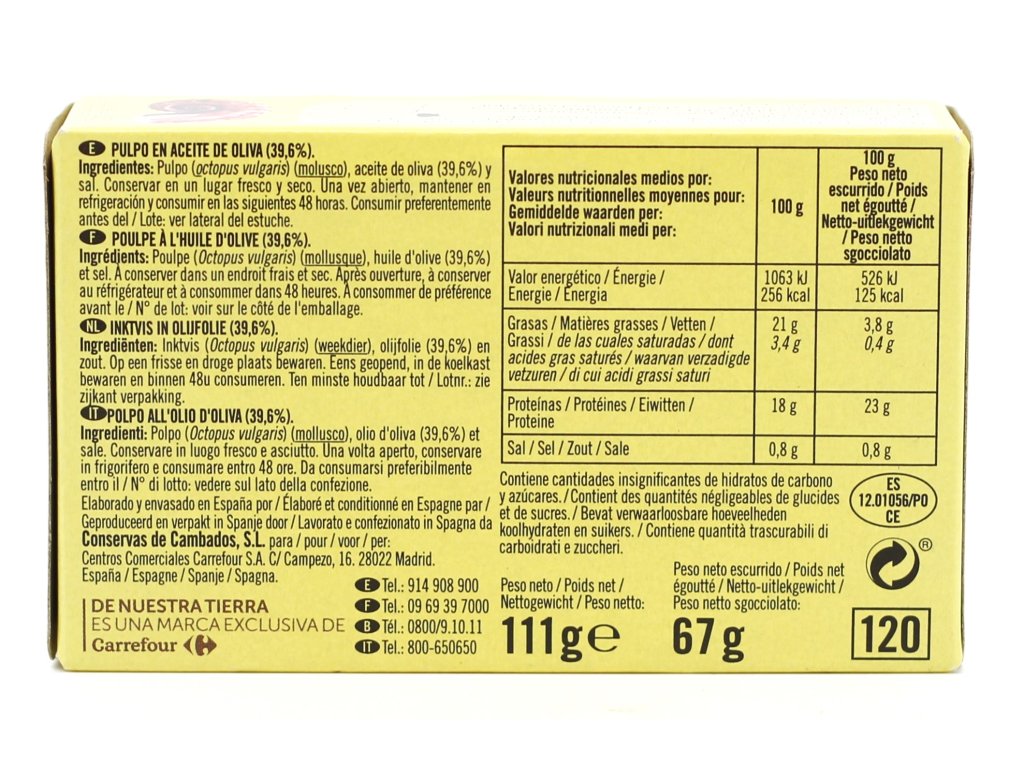 E PULPO EN ACEITE DE OLIVA (39,6%).
Ingredientes: Pulpo (octopus vulgaris) (molusco), aceite de oliva (39,6%) y
sal. Conservar en un lugar fresco y seco. Una vez abierto, mantener en
refrigeración y consumir en las siguientes 48 horas. Consumir preferentemente
antes del / Lote: ver lateral del estuche.
F POULPE À L'HUILE D'OLIVE (39,6%).
Ingrédients: Poulpe (Octopus vulgaris) (mollusque), huile d'olive (39,6%)
et sel. À conserver dans un endroit frais et sec. Après ouverture, à conserver
au réfrigérateur et à consommer dans 48 heures. À consommer de préférence
avant le / N° de lot: voir sur le côté de l'emballage.
NL INKTVIS IN OLIJFOLIE (39,6%).
Ingrediënten: Inktvis (Octopus vulgaris) (weekdier), olijfolie (39,6%) en
zout. Op een frisse en droge plaats bewaren. Eens geopend, in de koelkast
bewaren en binnen 48u consumeren. Ten minste houdbaar tot / Lotnr.: zie
zijkant verpakking.
IT POLPO ALL'OLIO D'OLIVA (39,6%).
Ingredienti: Polpo (Octopus vulgaris) (mollusco), olio d'oliva (39,6%) et
sale. Conservare in luogo fresco e asciutto. Una volta aperto, conservare
in frigorifero e consumare entro 48 ore. Da consumarsi preferibilmente
entro il / N° di lotto: vedere sul lato della confezione.
Elaborado y envasado en España por / Élaboré et conditionné en Espagne par /
Geproduceerd en verpakt in Spanje door / Lavorato e confezionato in Spagna da
Conservas de Cambados, S.L. para / pour / voor / per:
Centros Comerciales Carrefour S.A. C/ Campezo, 16. 28022 Madrid.
España / Espagne / Spanje / Spagna.
E Tel.: 914 908 900
F Tel.: 09 69 39 7000
B Tél.: 0800/9.10.11
IT Tel.: 800-650650
DE NUESTRA TIERRA
ES UNA MARCA EXCLUSIVA DE
Carrefour
Valores nutricionales medios por:
Valeurs nutritionnelles moyennes pour:
Gemiddelde waarden per:
Valori nutrizionali medi per:
100 g
100 g
Peso neto
escurrido / Poids
net égoutté /
Netto-uitlekgewicht
/ Peso netto
sgocciolato
Valor energético / Énergie /
Energie / Energia
1063 kJ
256 kcal
526 kJ
125 kcal
Grasas / Matières grasses / Vetten /
Grassi / de las cuales saturadas / dont
acides gras saturés / waarvan verzadigde
vetzuren / di cui acidi grassi saturi
21 g
3,4 g
3,8 g
0,4 g
Proteínas / Protéines / Eiwitten /
Proteine
18 g
23 g
Sal / Sel / Zout / Sale
0,8 g
0,8 g
Contiene cantidades insignificantes de hidratos de carbono
y azúcares. / Contient des quantités négligeables de glucides
et de sucres. / Bevat verwaarloosbare hoeveelheden
koolhydraten en suikers. / Contiene quantità trascurabili di
carboidrati e zuccheri.
ES
12.01056/PO
CE
®
Peso neto / Poids net /
Nettogewicht / Peso netto:
111 g e
Peso neto escurrido / Poids net
égoutté / Netto-uitlekgewicht /
Peso netto sgocciolato:
67 g
120